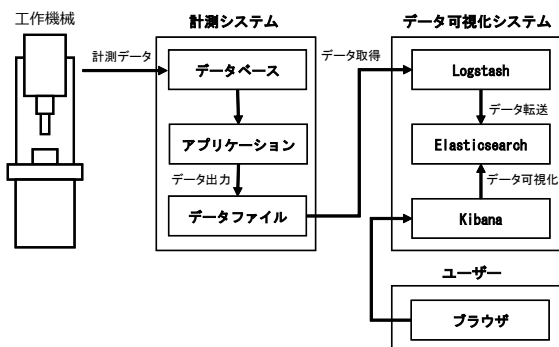 工作機械
計測システム
計測データ
データベース
アプリケーション
データ出力
データファイル
データ取得
データ可視化システム
Logstash
データ転送
Elasticsearch
データ可視化
Kibana
ユーザー
ブラウザ